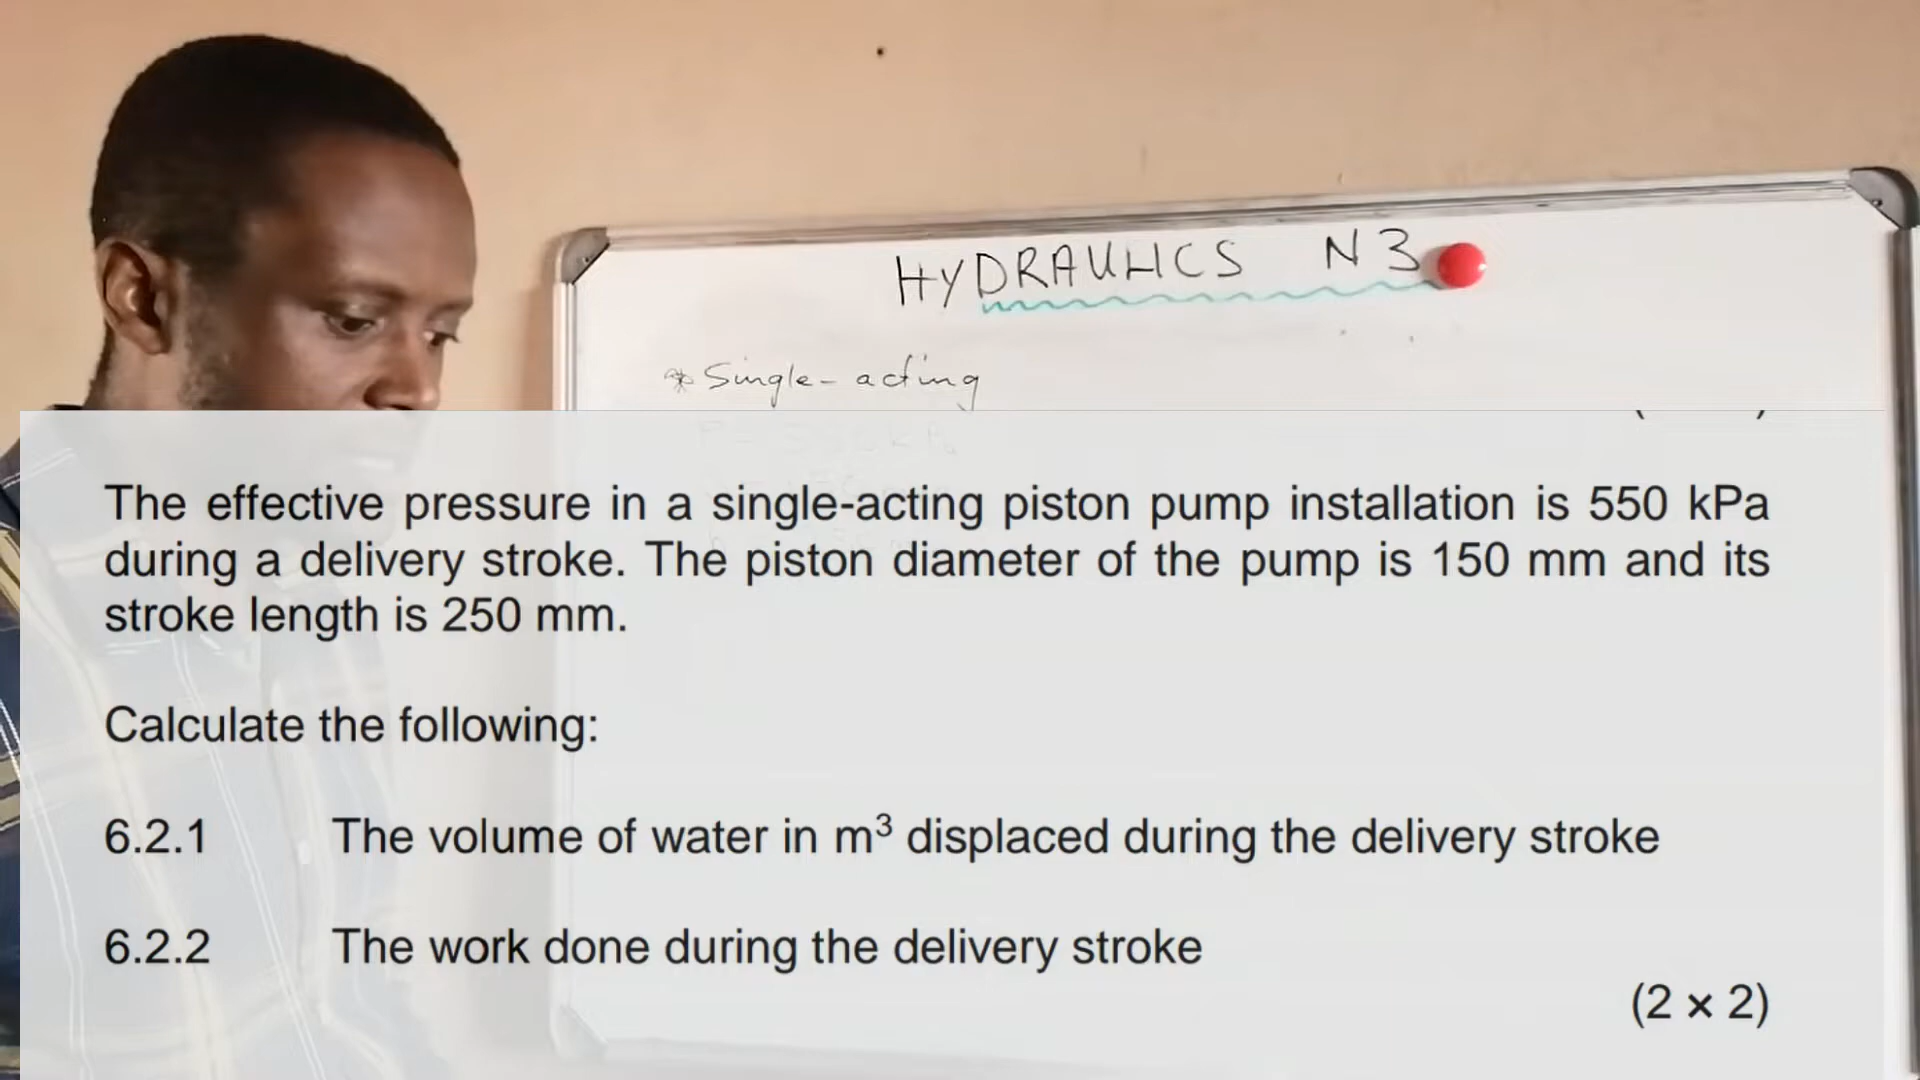 HYDRAULICS N3
* Single-acting
The effective pressure in a single-acting piston pump installation is 550 kPa
during a delivery stroke. The piston diameter of the pump is 150 mm and its
stroke length is 250 mm.
Calculate the following:
6.2.1 The volume of water in m³ displaced during the delivery stroke
6.2.2 The work done during the delivery stroke
(2 × 2)